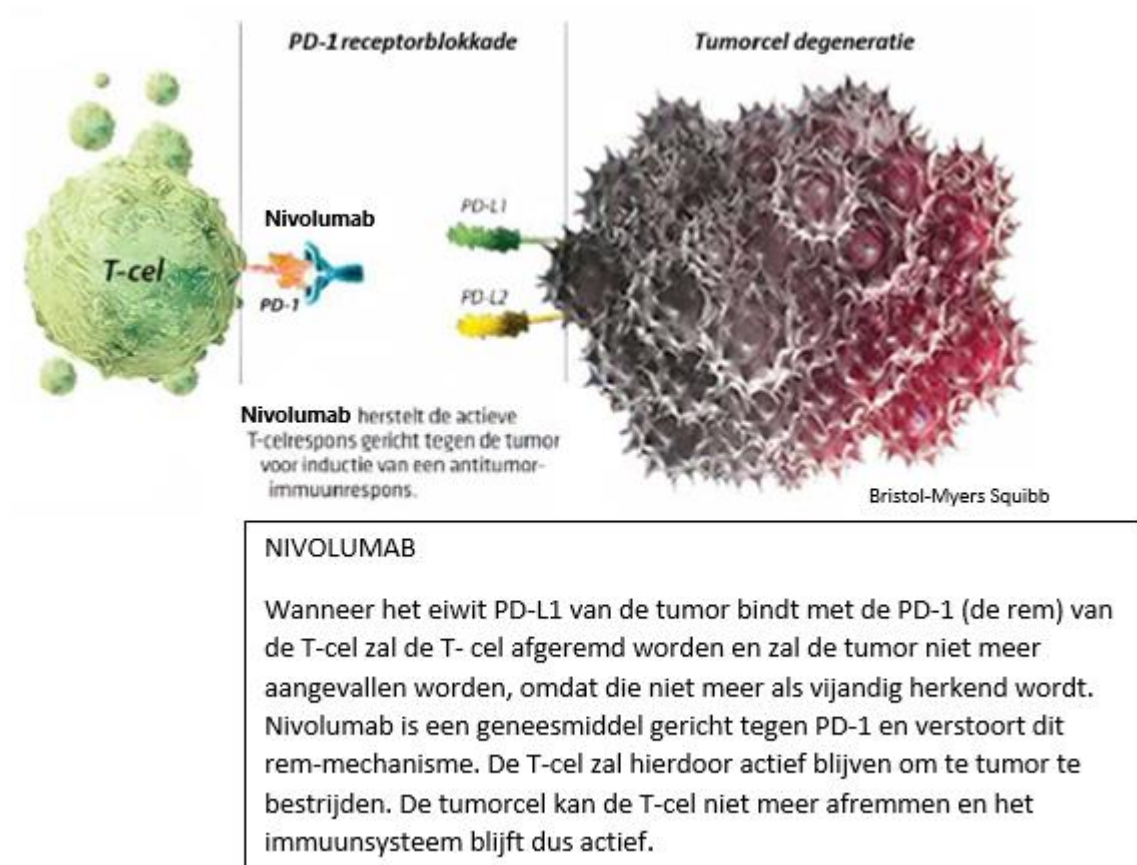 PD-1 receptorblokkade
Tumorcel degeneratie
Nivolumab
PD-L1
T-cel
PD-1
PD-L2
Nivolumab herstelt de actieve
T-celrespons gericht tegen de tumor
voor inductie van een antitumor-
immuunrespons.
Bristol-Myers Squibb
NIVOLUMAB
Wanneer het eiwit PD-L1 van de tumor bindt met de PD-1 (de rem) van
de T-cel zal de T- cel afgeremd worden en zal de tumor niet meer
aangevallen worden, omdat die niet meer als vijandig herkend wordt.
Nivolumab is een geneesmiddel gericht tegen PD-1 en verstoort dit
rem-mechanisme. De T-cel zal hierdoor actief blijven om te tumor te
bestrijden. De tumorcel kan de T-cel niet meer afremmen en het
immuunsysteem blijft dus actief.